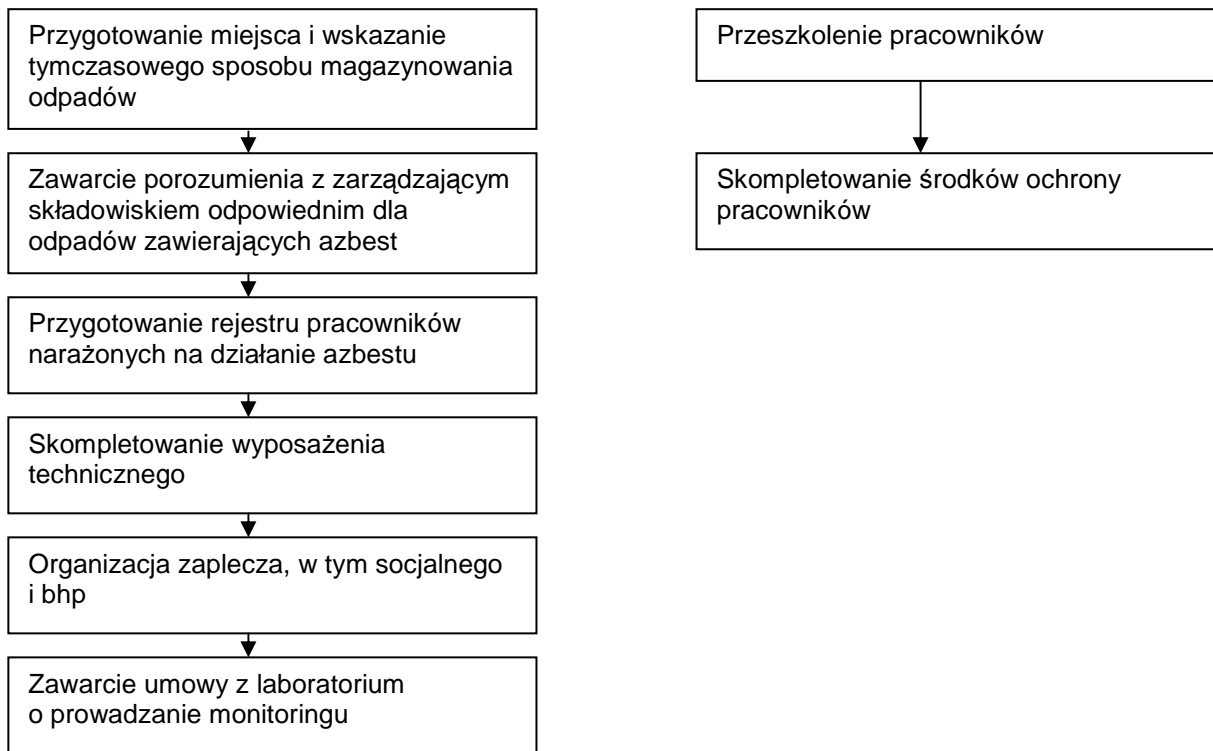 Przygotowanie miejsca i wskazanie
tymczasowego sposobu magazynowania
odpadów
Zawarcie porozumienia z zarządzającym
składowiskiem odpowiednim dla
odpadów zawierających azbest
Przygotowanie rejestru pracowników
narażonych na działanie azbestu
Skompletowanie wyposażenia
technicznego
Organizacja zaplecza, w tym socjalnego
i bhp
Zawarcie umowy z laboratorium
o prowadzanie monitoringu
Przeszkolenie pracowników
Skompletowanie środków ochrony
pracowników